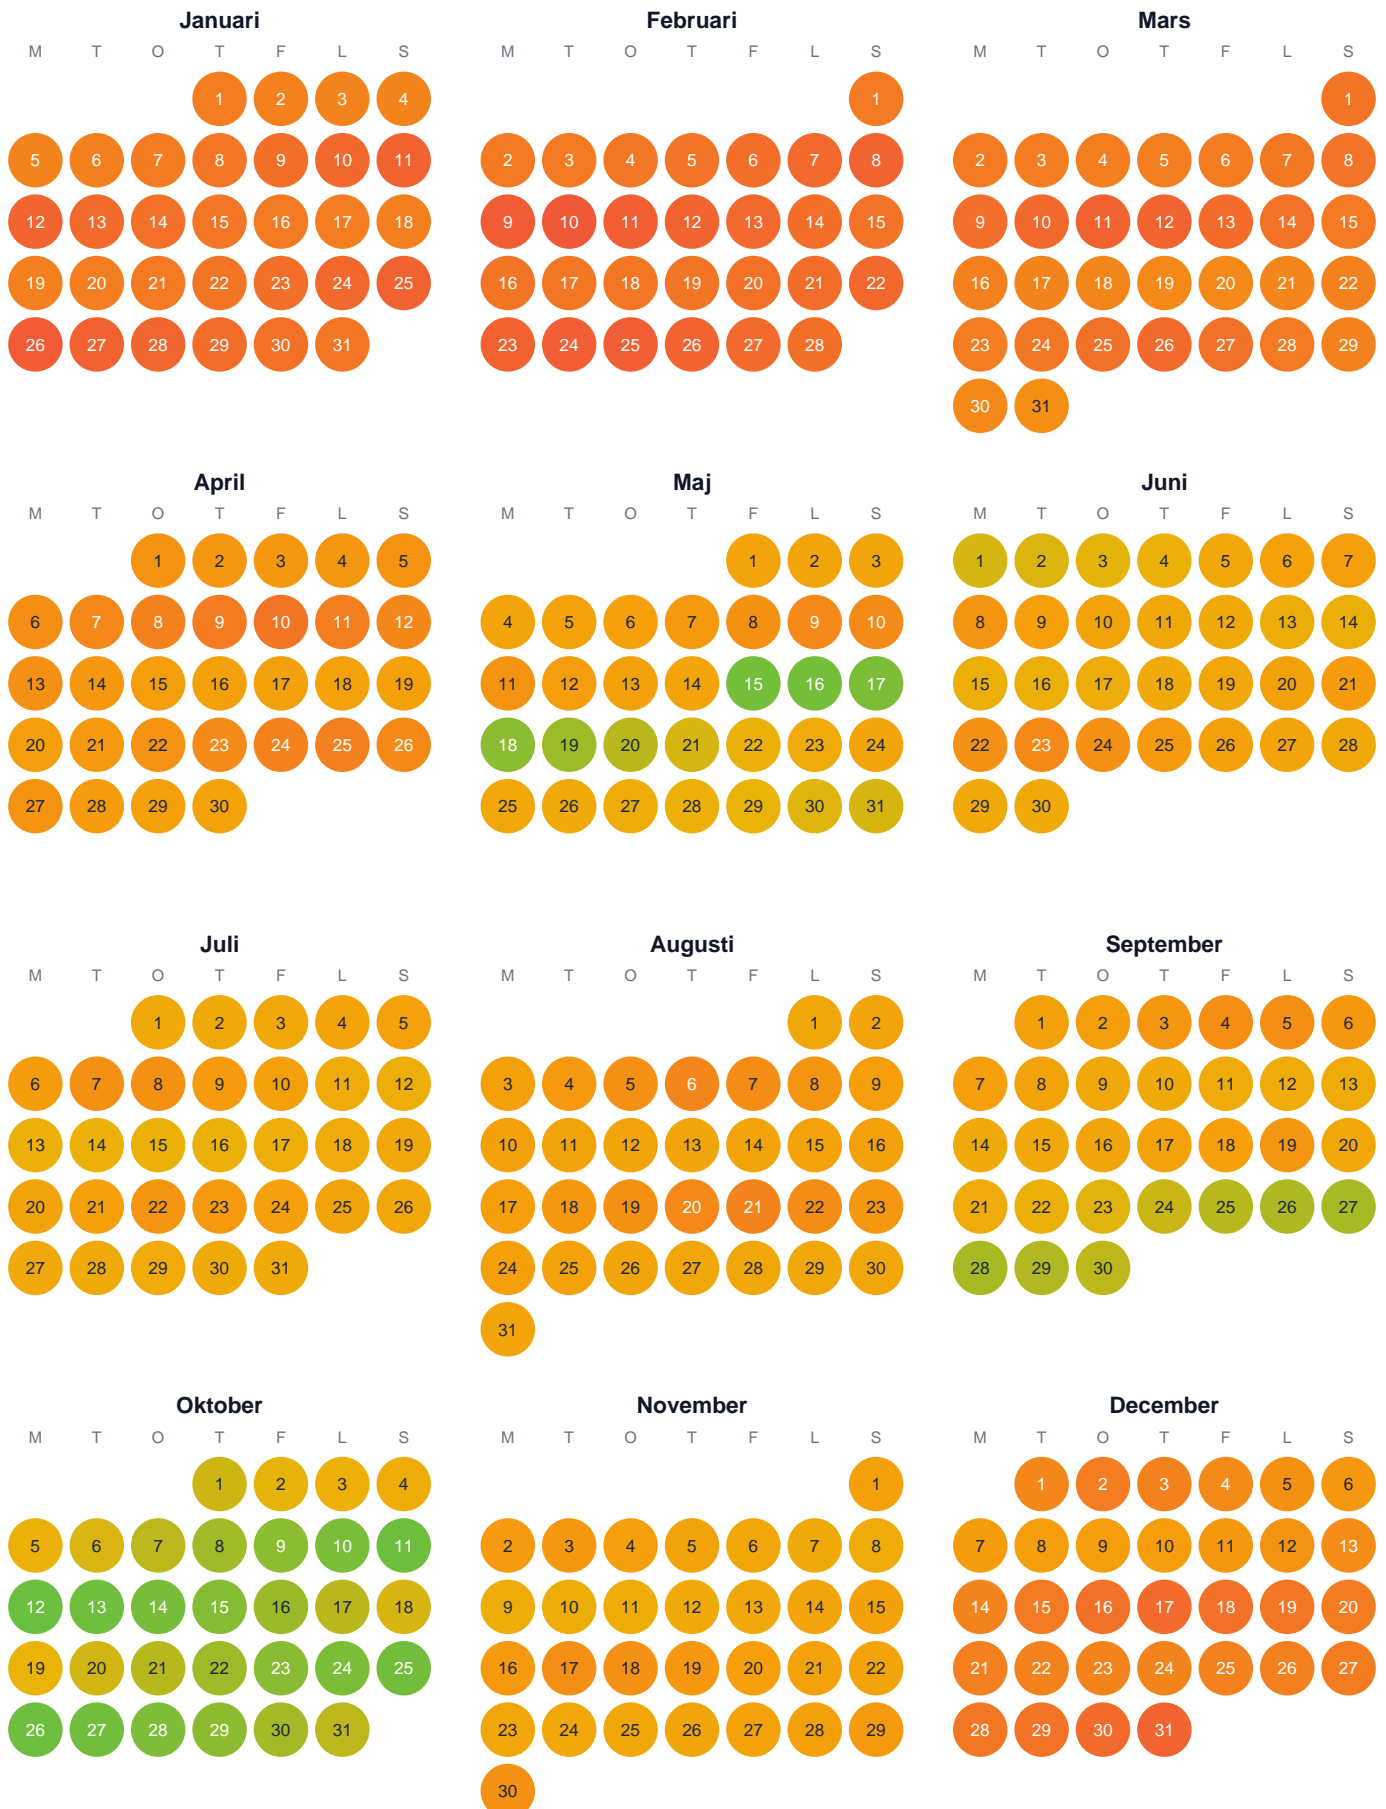 Januari Februari Mars
M T O T F L S M T O T F L S M T O T F L S
1 2 3 4 1 1
5 6 7 8 9 10 11 2 3 4 5 6 7 8 2 3 4 5 6 7 8
12 13 14 15 16 17 18 9 10 11 12 13 14 15 9 10 11 12 13 14 15
19 20 21 22 23 24 25 16 17 18 19 20 21 22 16 17 18 19 20 21 22
26 27 28 29 30 31 23 24 25 26 27 28 23 24 25 26 27 28 29
30 31
April Maj Juni
M T O T F L S M T O T F L S M T O T F L S
1 2 3 4 5 1 2 3 1 2 3 4 5 6 7
6 7 8 9 10 11 12 4 5 6 7 8 9 10 8 9 10 11 12 13 14
13 14 15 16 17 18 19 11 12 13 14 15 16 17 15 16 17 18 19 20 21
20 21 22 23 24 25 26 18 19 20 21 22 23 24 22 23 24 25 26 27 28
27 28 29 30 25 26 27 28 29 30 31 29 30
Juli Augusti September
M T O T F L S M T O T F L S M T O T F L S
1 2 3 4 5 1 2 1 2 3 4 5 6
6 7 8 9 10 11 12 3 4 5 6 7 8 9 7 8 9 10 11 12 13
13 14 15 16 17 18 19 10 11 12 13 14 15 16 14 15 16 17 18 19 20
20 21 22 23 24 25 26 17 18 19 20 21 22 23 21 22 23 24 25 26 27
27 28 29 30 31 24 25 26 27 28 29 30 28 29 30
31
Oktober November December
M T O T F L S M T O T F L S M T O T F L S
1 2 3 4 1 1 2 3 4 5 6
5 6 7 8 9 10 11 2 3 4 5 6 7 8 7 8 9 10 11 12 13
12 13 14 15 16 17 18 9 10 11 12 13 14 15 14 15 16 17 18 19 20
19 20 21 22 23 24 25 16 17 18 19 20 21 22 21 22 23 24 25 26 27
26 27 28 29 30 31 23 24 25 26 27 28 29 28 29 30 31
30